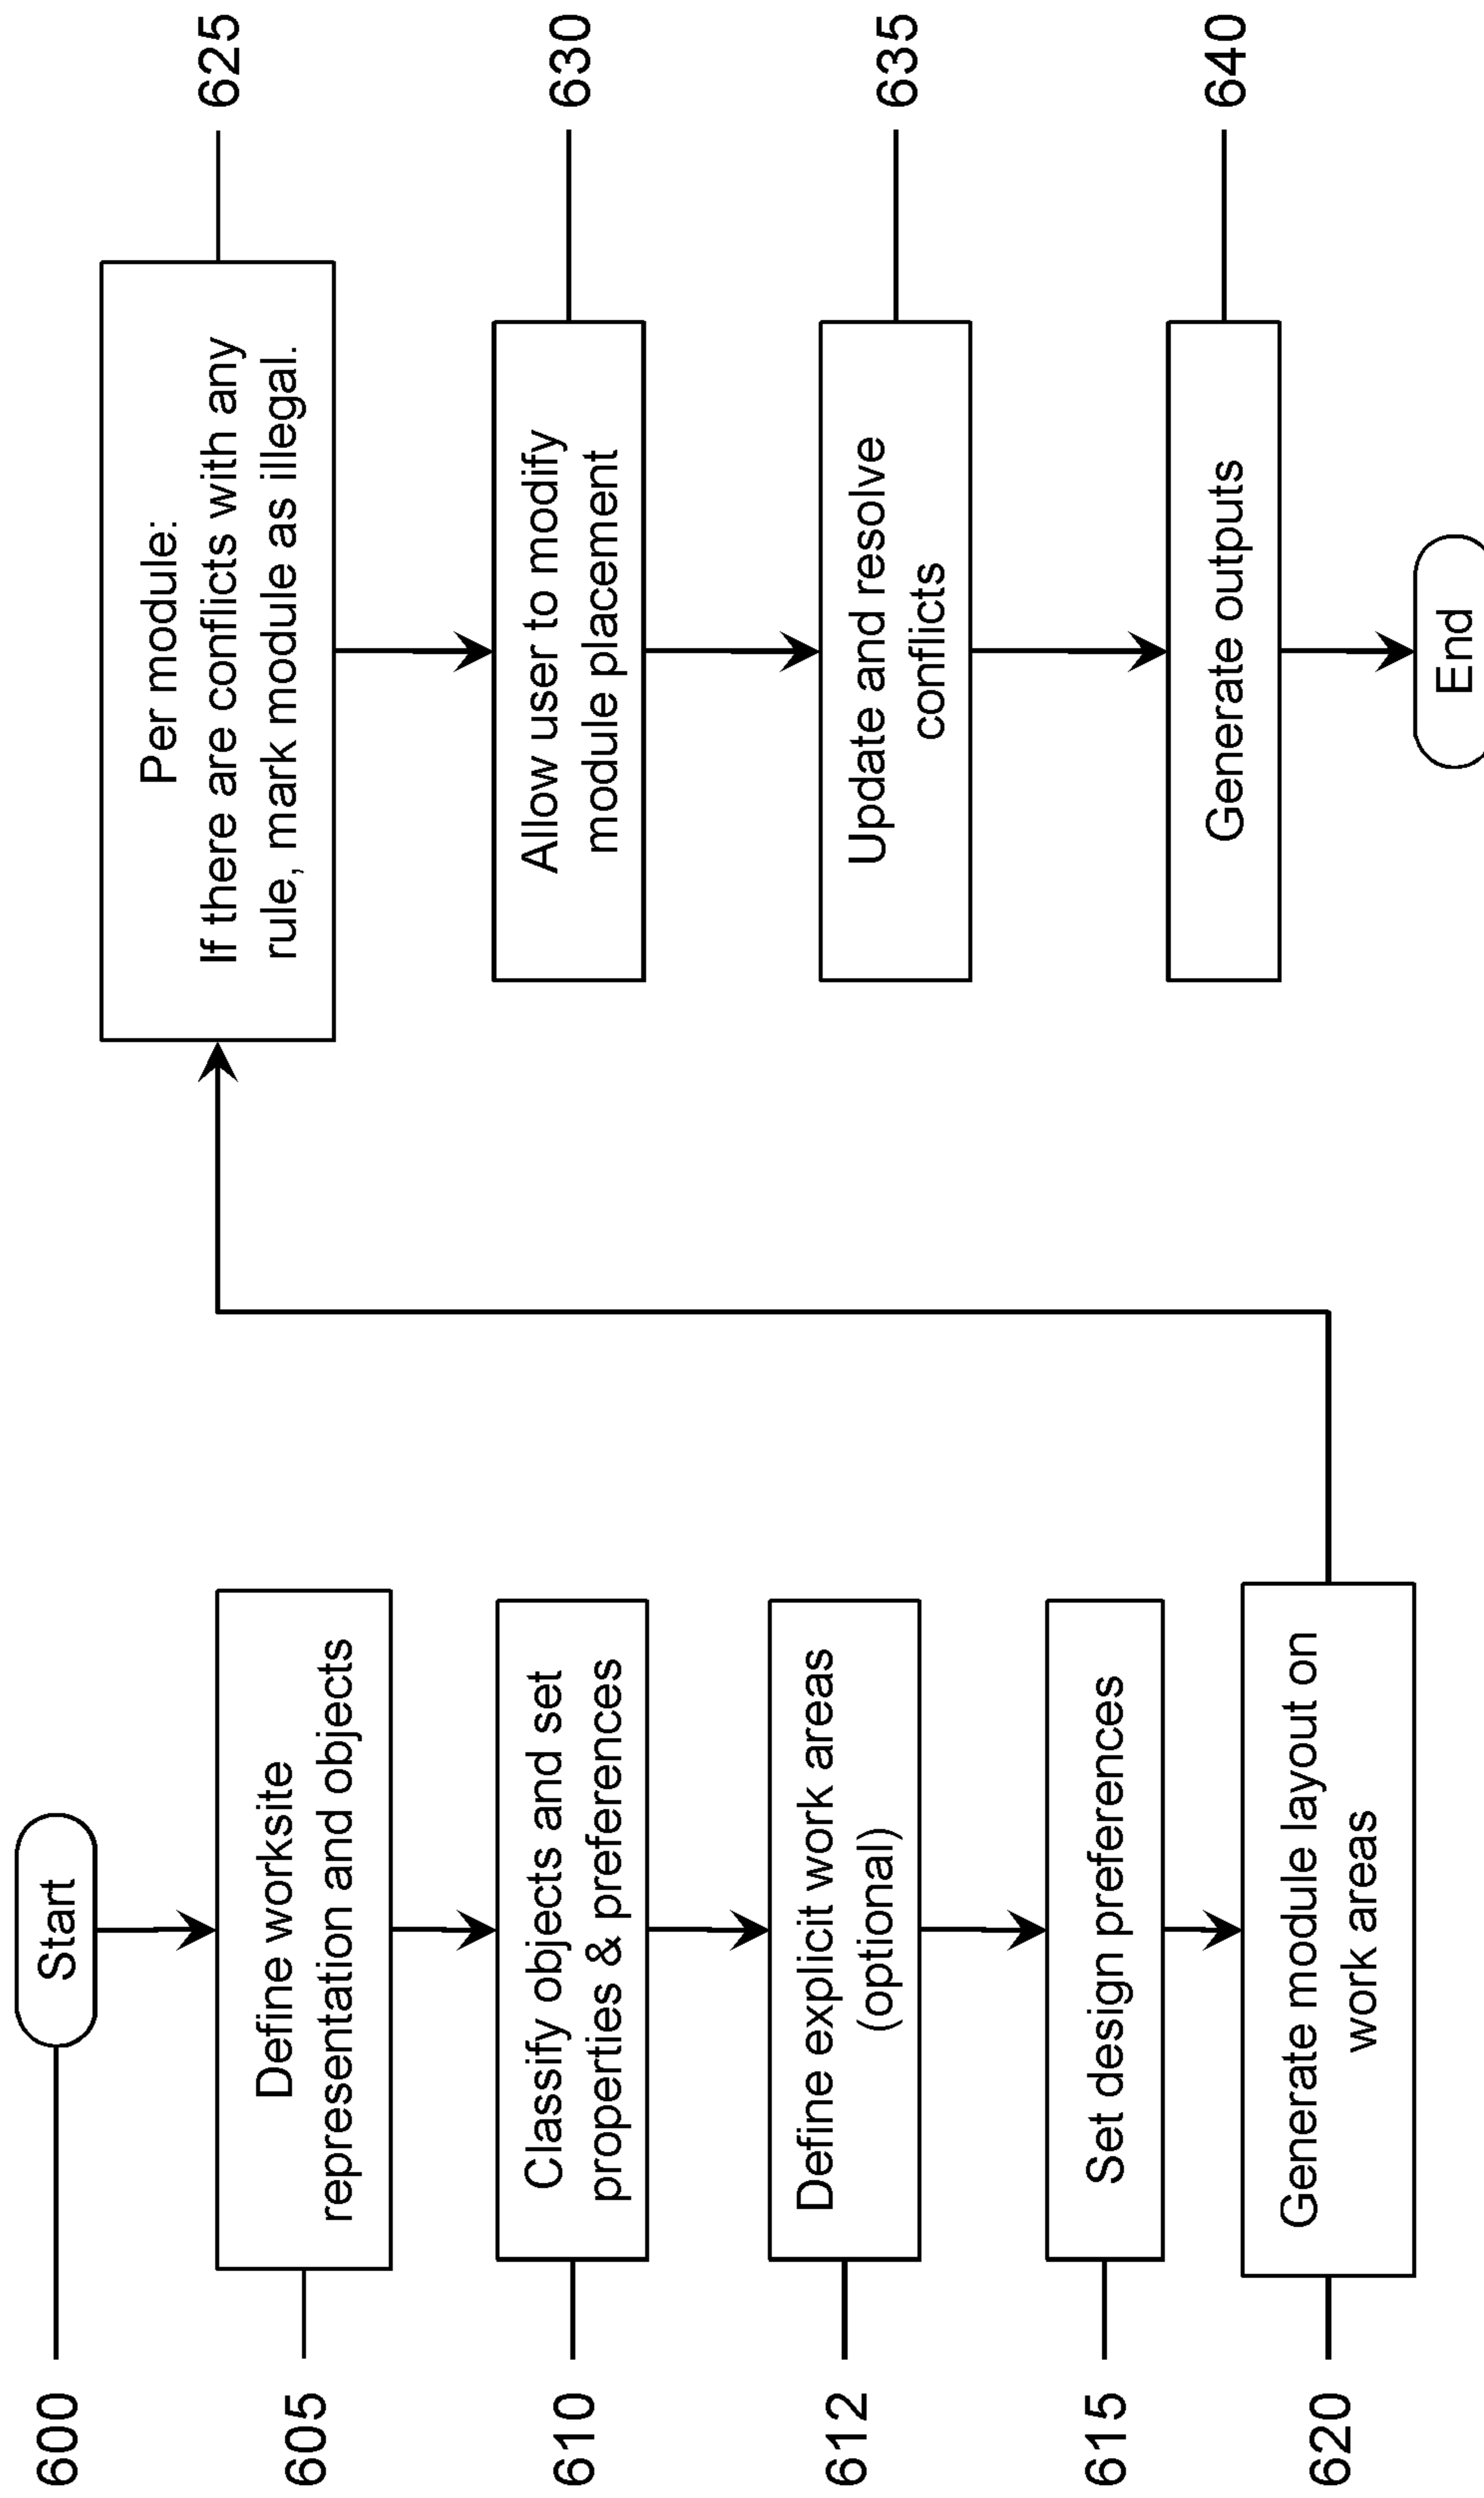 600
Start
605
Define worksite
representation and objects
610
Classify objects and set
properties & preferences
612
Define explicit work areas
(optional)
615
Set design preferences
620
Generate module layout on
work areas
Per module:
If there are conflicts with any
rule, mark module as illegal.
625
Allow user to modify
module placement
630
Update and resolve
conflicts
635
Generate outputs
640
End